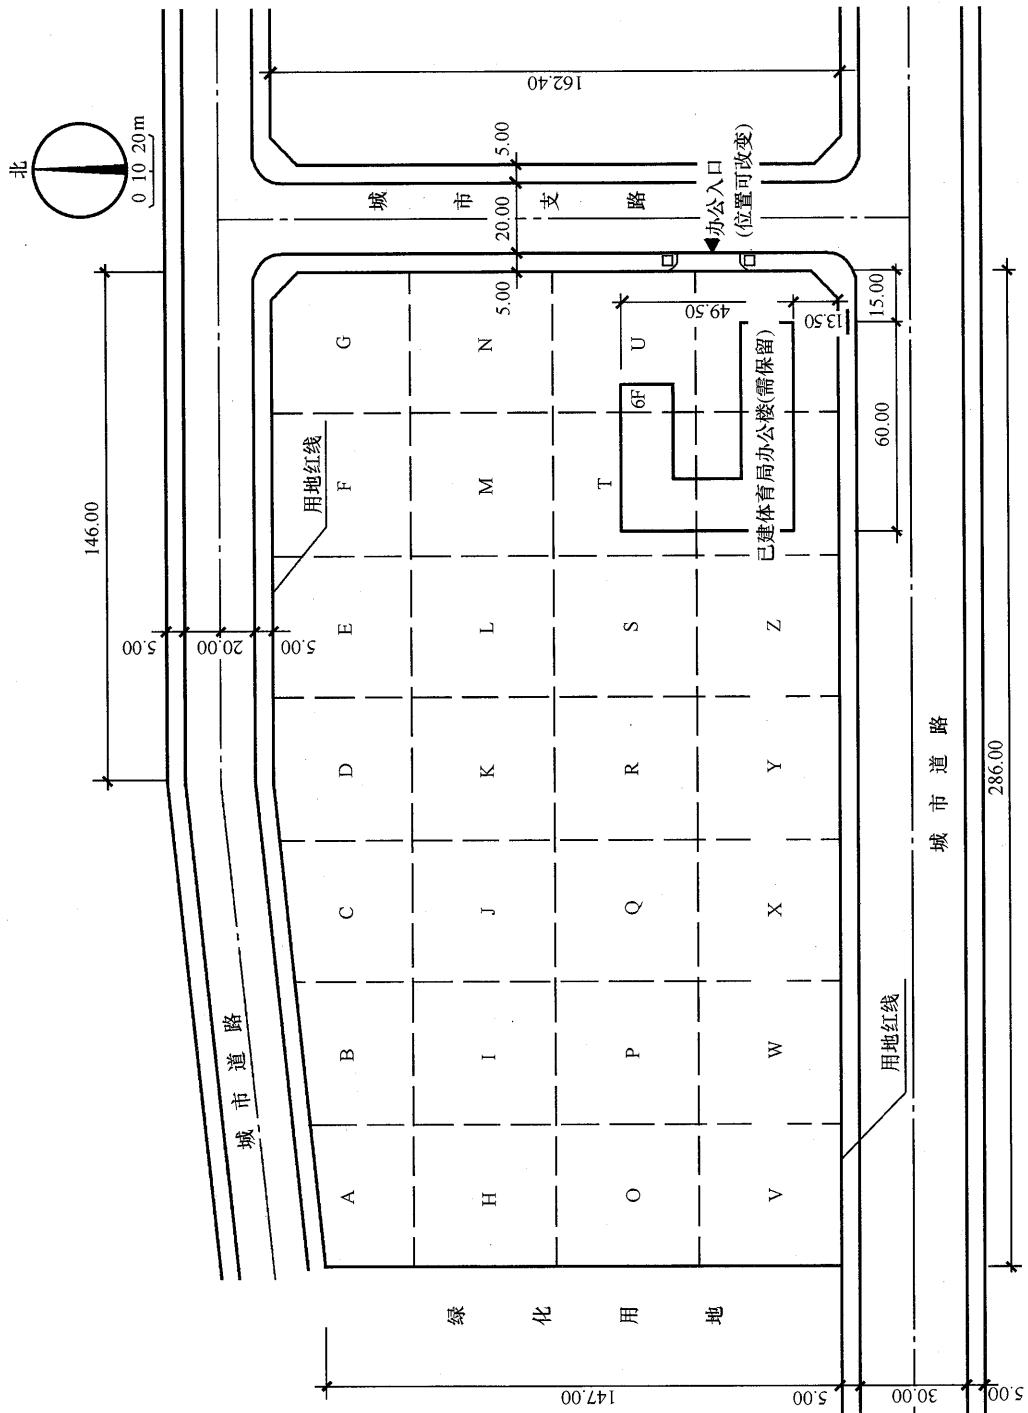 北
0 10 20m
162.40
146.00
5.00
20.00
5.00
城市支路
办公入口
(位置可改变)
5.00
20.00
5.00
用地红线
G
F
E
D
C
B
A
N
M
L
K
J
I
H
U
T
S
R
Q
P
O
Z
Y
X
W
V
6F
49.50
13.50
已建体育局办公楼(需保留)
15.00
60.00
286.00
城市道路
城市道路
用地红线
绿化用地
147.00
5.00
30.00
5.00